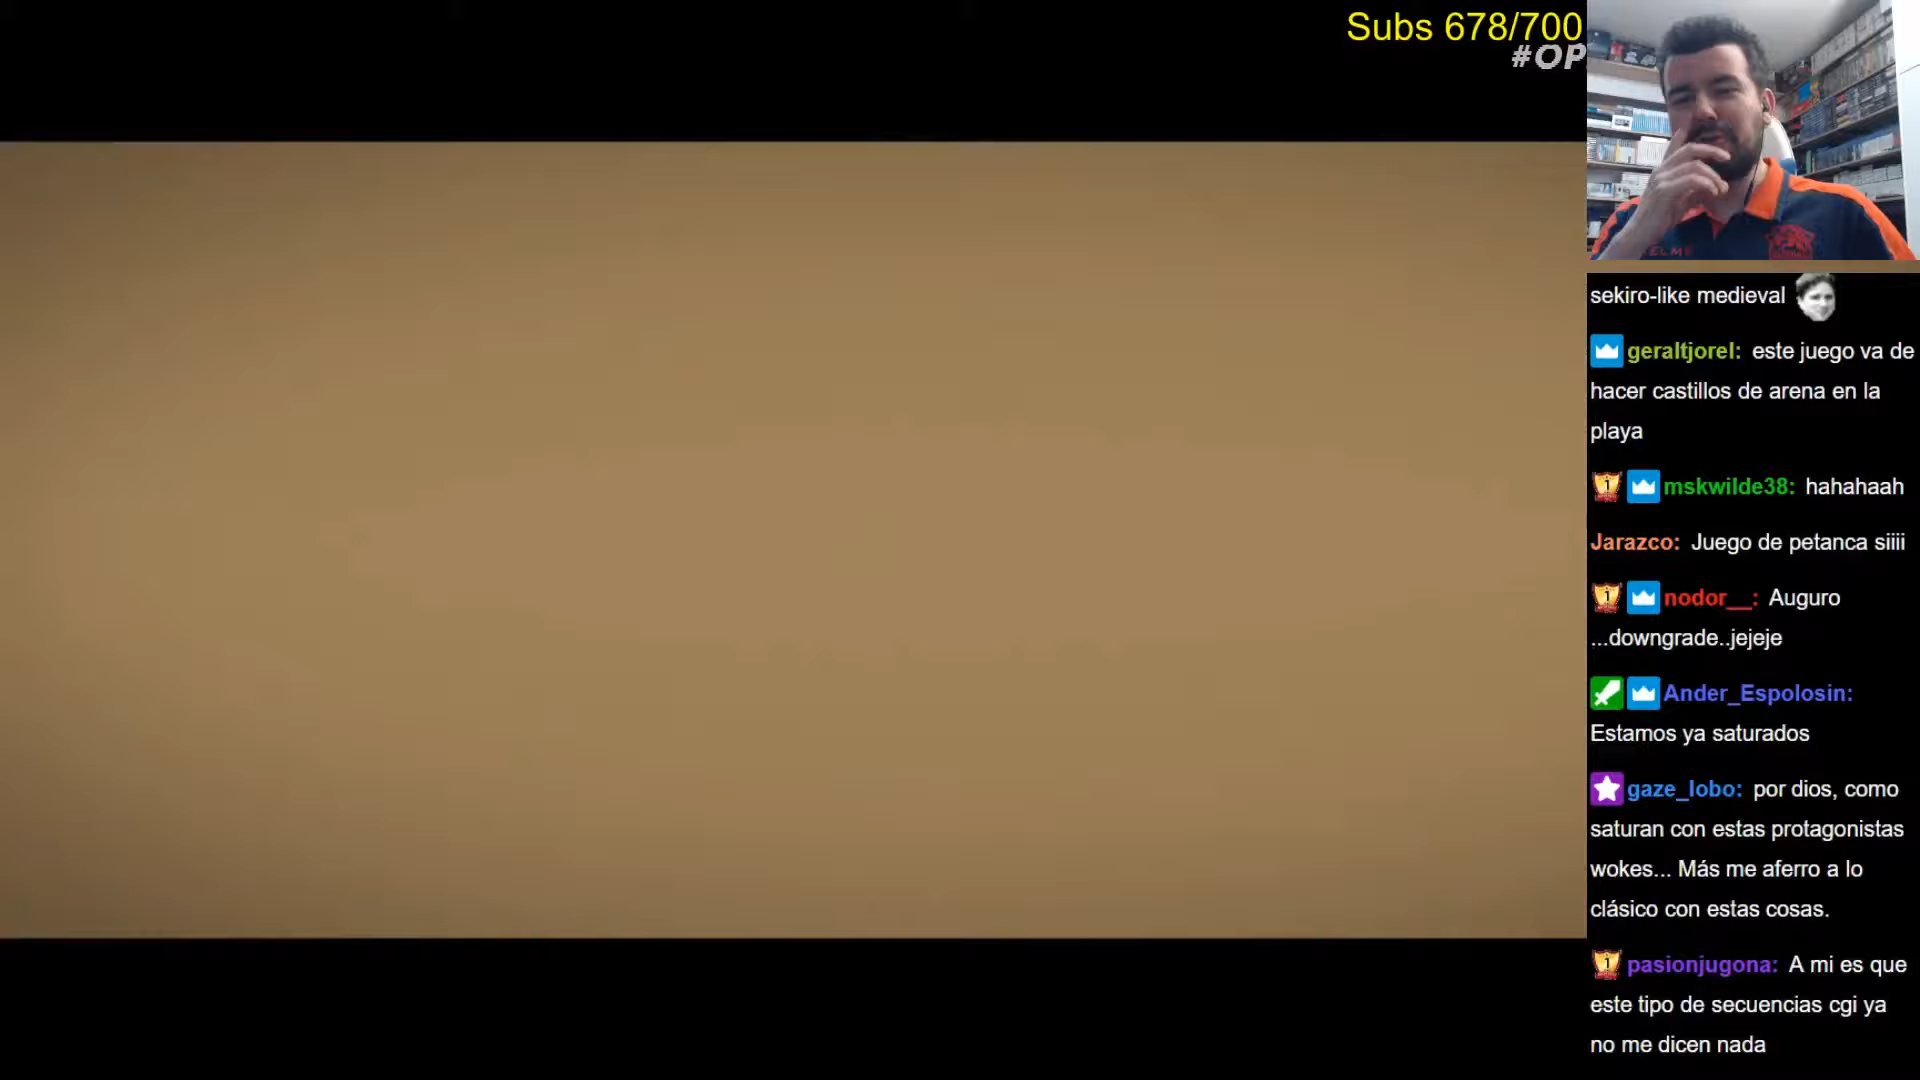 Subs 678/700
#OP
ELME
sekiro-like medieval
geraltjorel: este juego va de
hacer castillos de arena en la
playa
mskwilde38: hahahaah
Jarazco: Juego de petanca siiii
nodor__: Auguro
...downgrade..jejeje
Ander_Espolosin:
Estamos ya saturados
gaze_lobo: por dios, como
saturan con estas protagonistas
wokes... Más me aferro a lo
clásico con estas cosas.
pasionjugona: A mi es que
este tipo de secuencias cgi ya
no me dicen nada